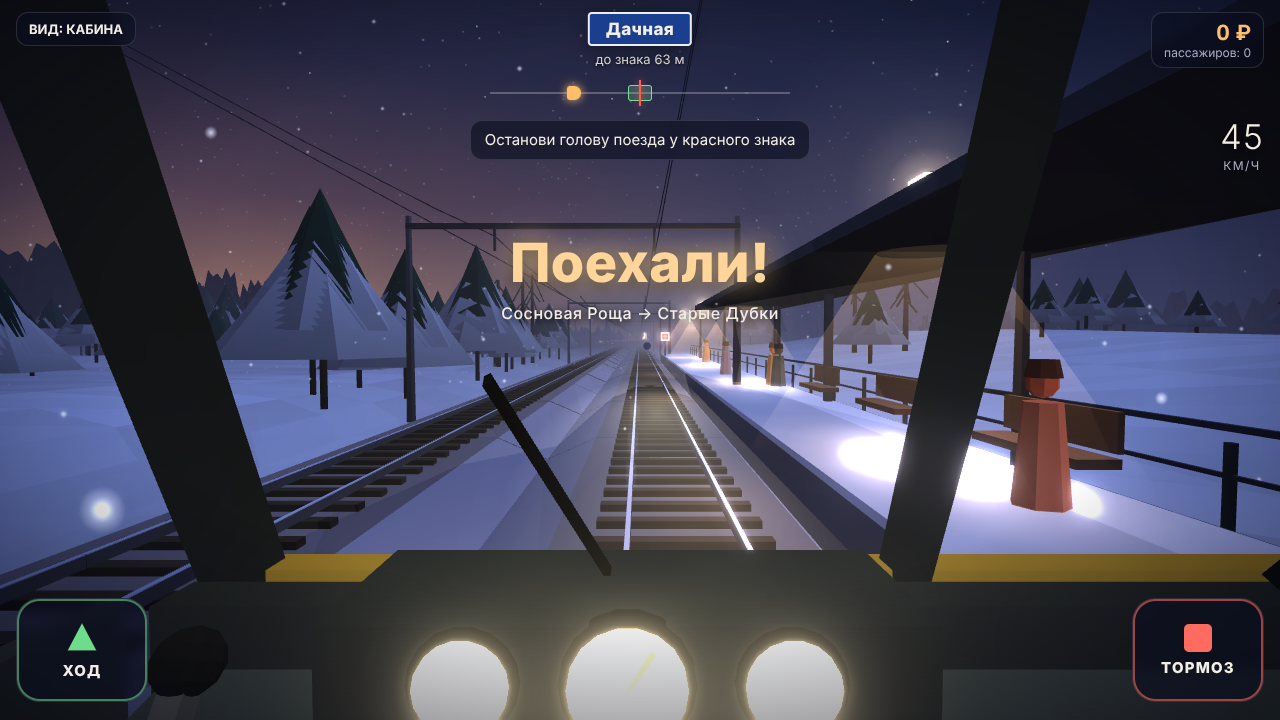 ВИД: КАБИНА
Дачная
до знака 63 м
0 ₽
пассажиров: 0
Останови голову поезда у красного знака
45
КМ/Ч
Поехали!
Сосновая Роща → Старые Дубки
ХОД
ТОРМОЗ